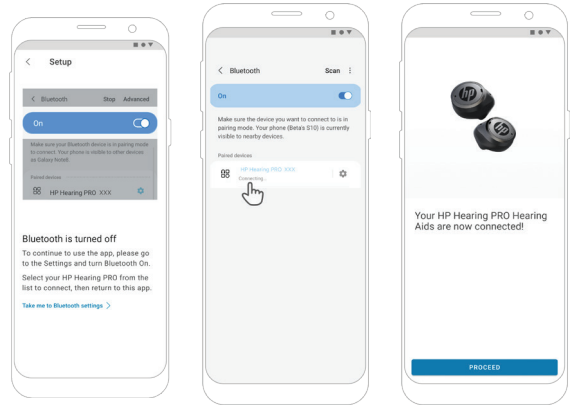 Setup
Bluetooth Stop Advanced
On
Make sure your Bluetooth device is in pairing mode
to connect. Your phone is visible to other devices
as Galaxy Note8.
Paired devices
HP Hearing PRO XXX
Bluetooth is turned off
To continue to use the app, please go
to the Settings and turn Bluetooth On.
Select your HP Hearing PRO from the
list to connect, then return to this app.
Take me to Bluetooth settings >
Bluetooth Scan
On
Make sure the device you want to connect to is in
pairing mode. Your phone (Beta's S10) is currently
visible to nearby devices.
Paired devices
HP Hearing PRO XXX
Connecting...
hp
hp
Your HP Hearing PRO Hearing
Aids are now connected!
PROCEED